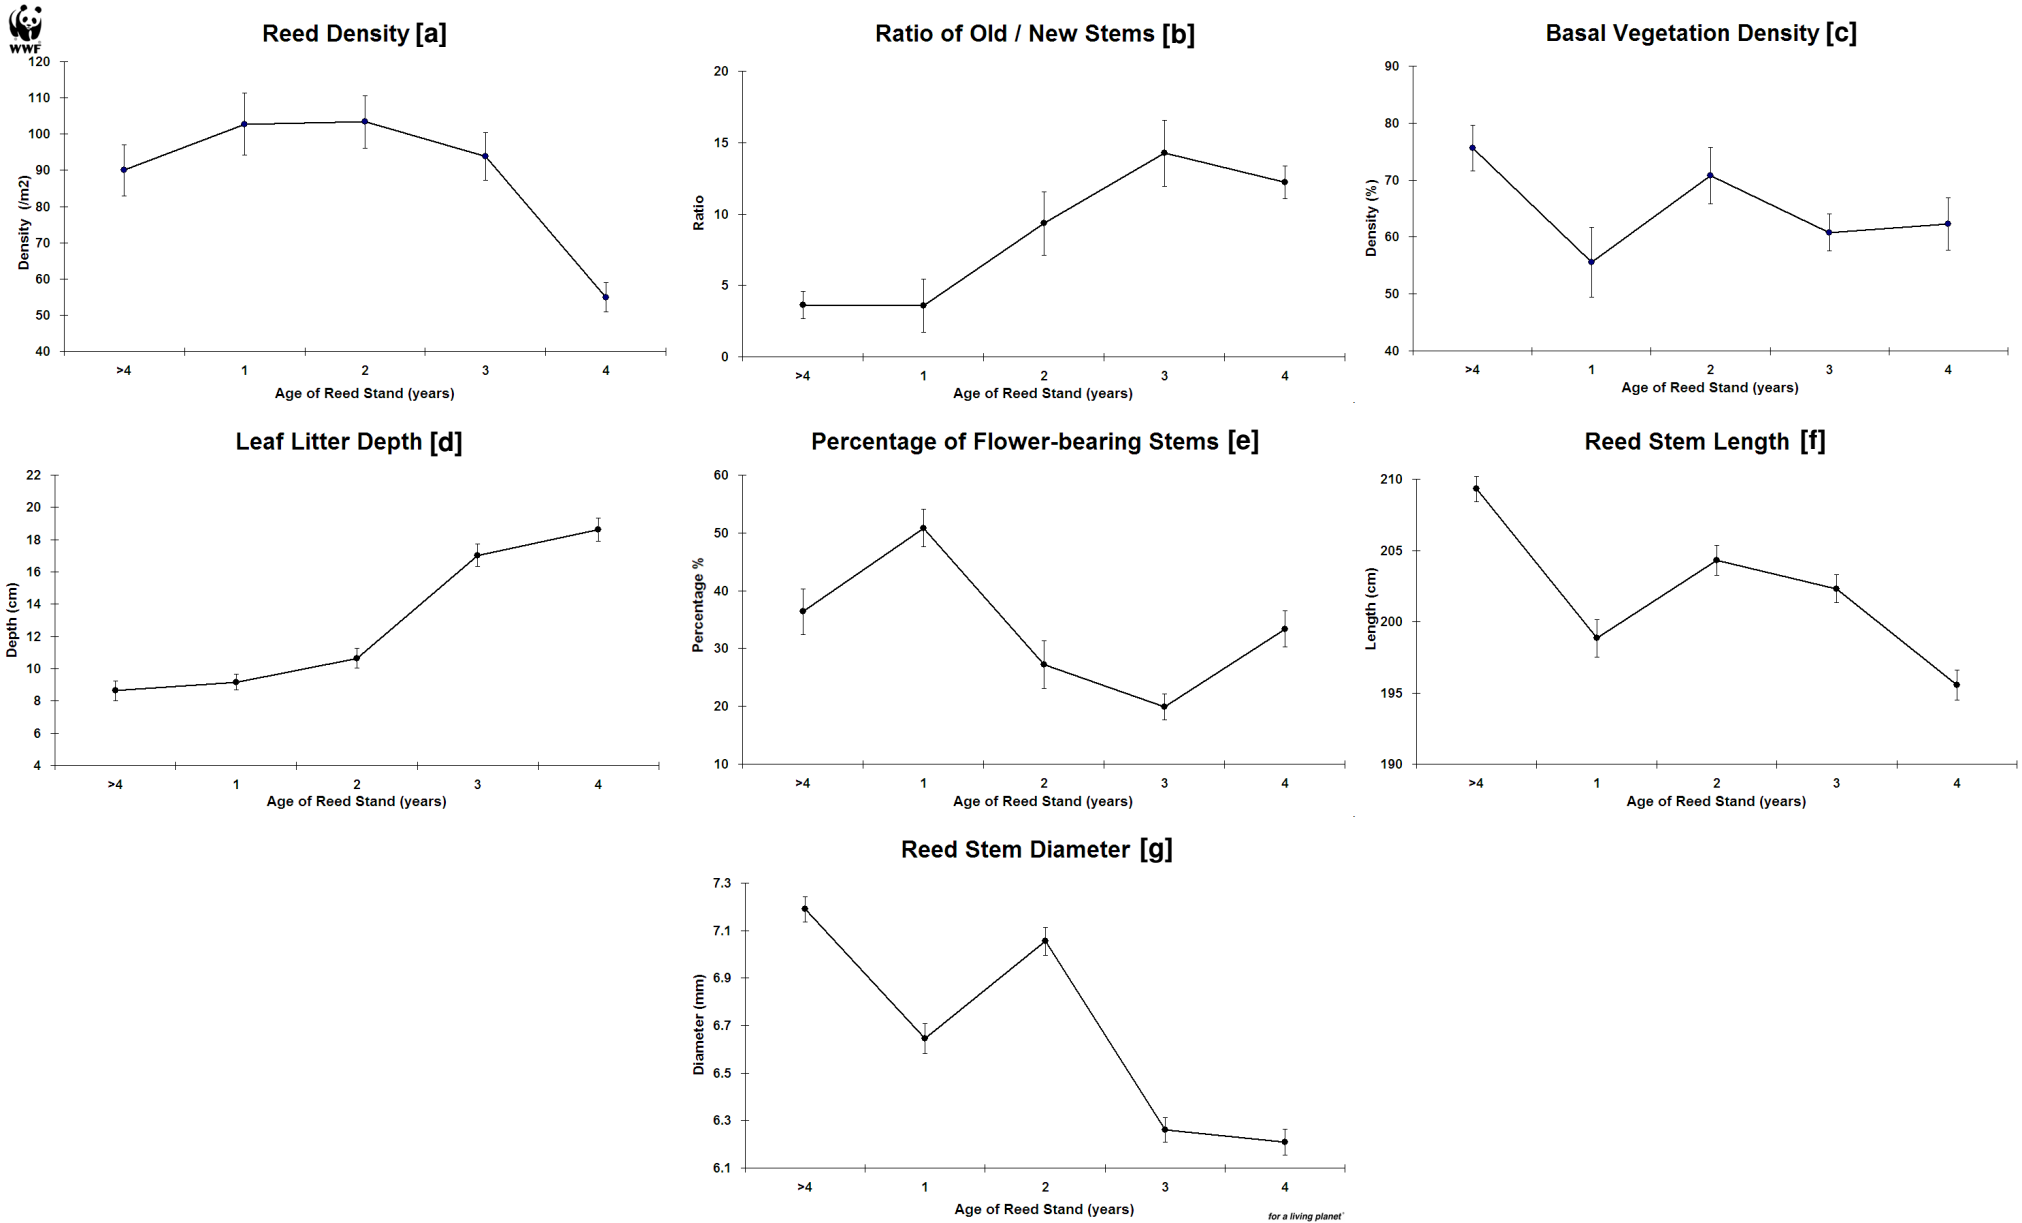 WWF
Reed Density [a]
120
110
100
90
80
70
60
50
40
Density (/m2)
>4 1 2 3 4
Age of Reed Stand (years)
Ratio of Old / New Stems [b]
20
15
10
5
0
Ratio
>4 1 2 3 4
Age of Reed Stand (years)
Basal Vegetation Density [c]
90
80
70
60
50
40
Density (%)
>4 1 2 3 4
Age of Reed Stand (years)
Leaf Litter Depth [d]
22
20
18
16
14
12
10
8
6
4
Depth (cm)
>4 1 2 3 4
Age of Reed Stand (years)
Percentage of Flower-bearing Stems [e]
60
50
40
30
20
10
Percentage %
>4 1 2 3 4
Age of Reed Stand (years)
Reed Stem Length [f]
210
205
200
195
190
Length (cm)
>4 1 2 3 4
Age of Reed Stand (years)
Reed Stem Diameter [g]
7.3
7.1
6.9
6.7
6.5
6.3
6.1
Diameter (mm)
>4 1 2 3 4
Age of Reed Stand (years)
for a living planet